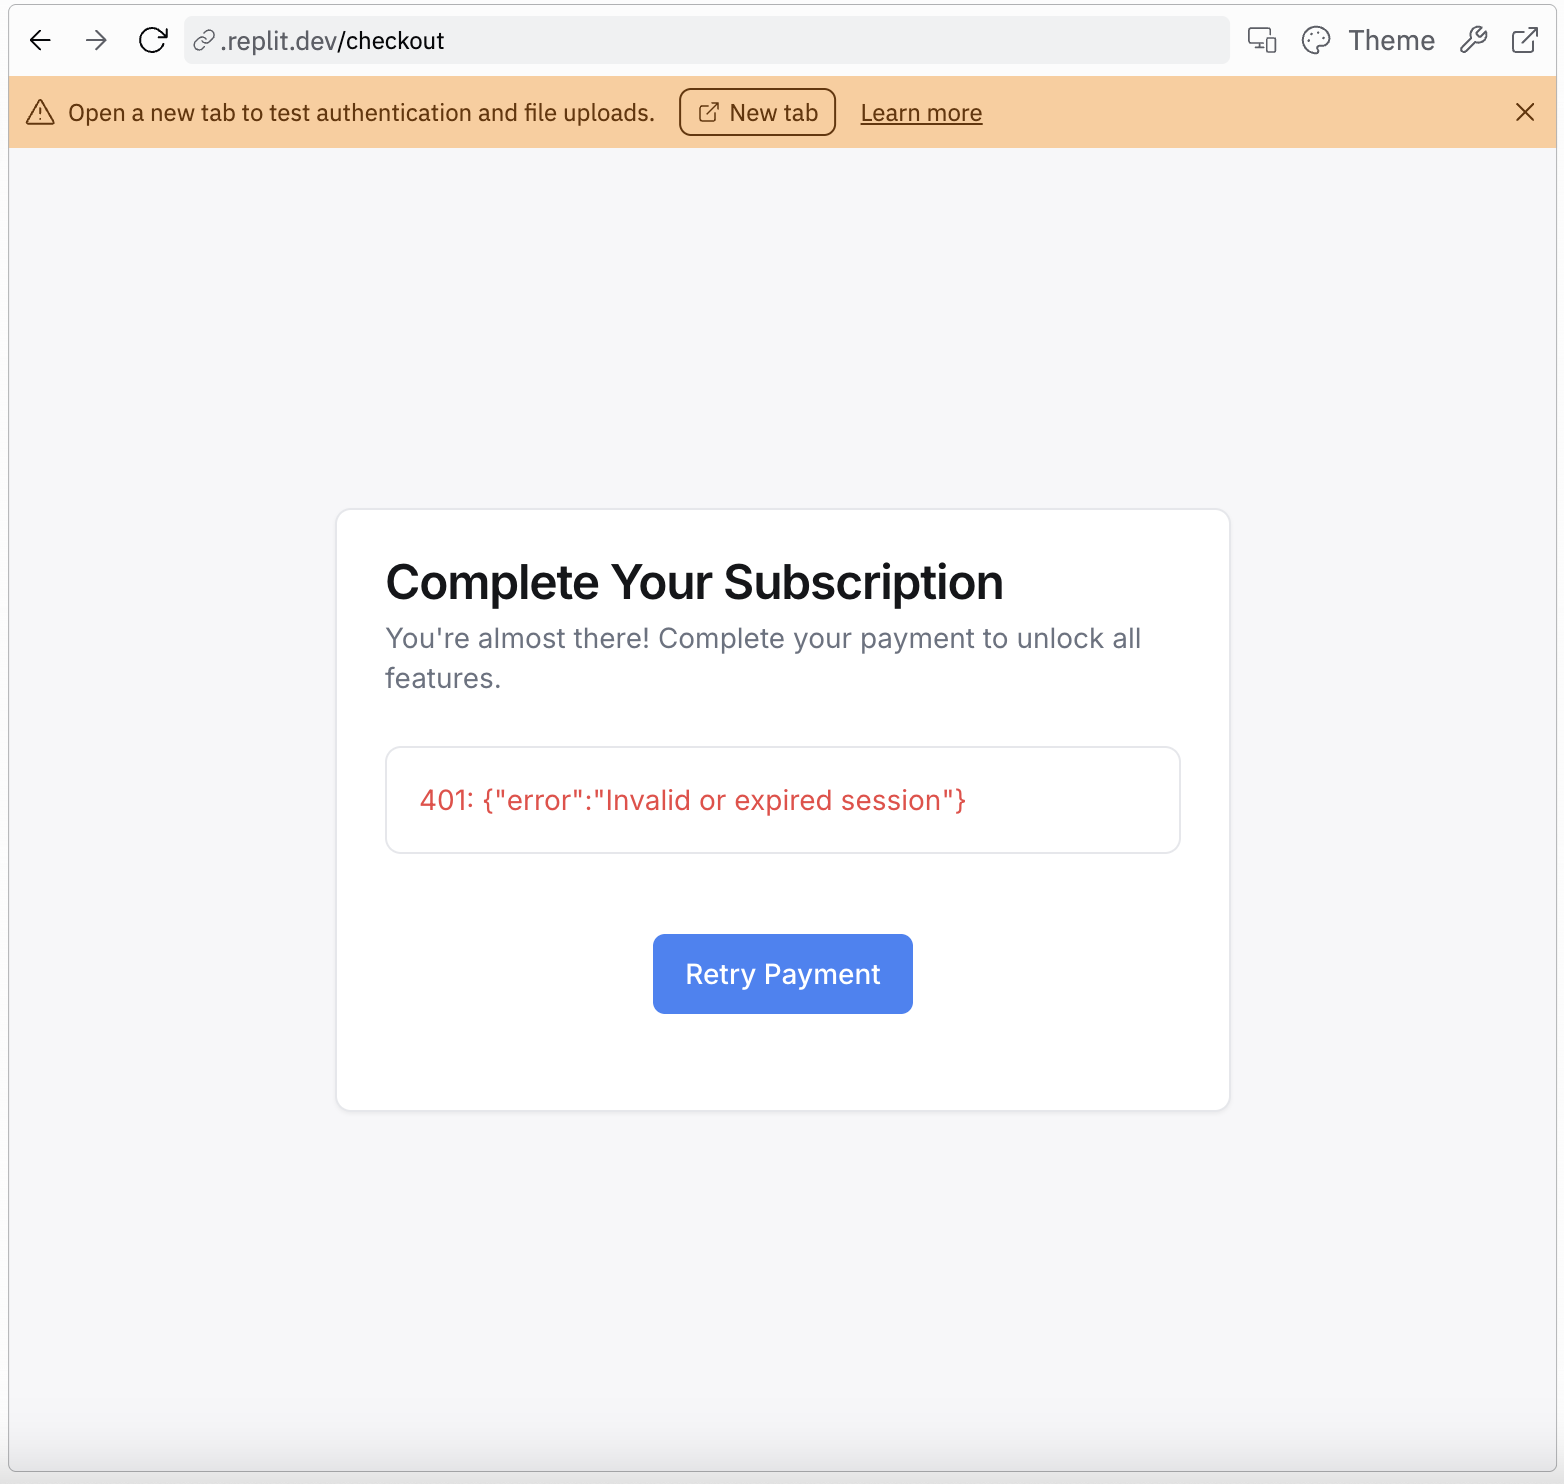 .replit.dev/checkout
Theme
Open a new tab to test authentication and file uploads. New tab Learn more
Complete Your Subscription
You're almost there! Complete your payment to unlock all
features.
401: {"error":"Invalid or expired session"}
Retry Payment